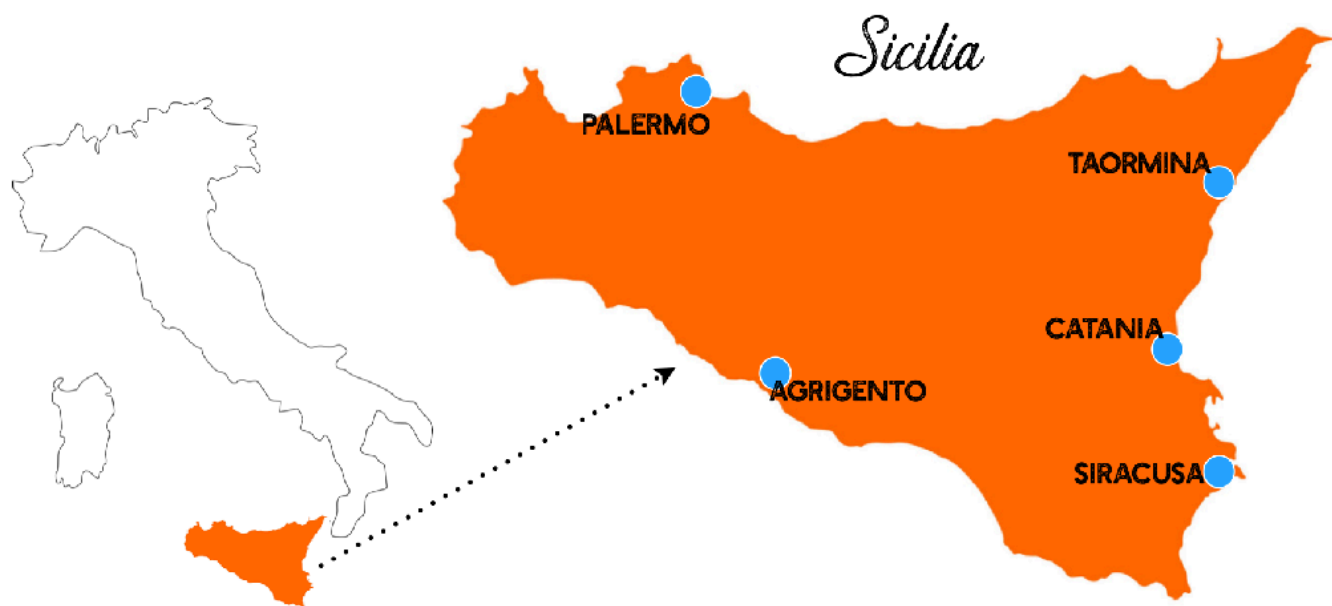 Sicilia
PALERMO
TAORMINA
CATANIA
AGRIGENTO
SIRACUSA